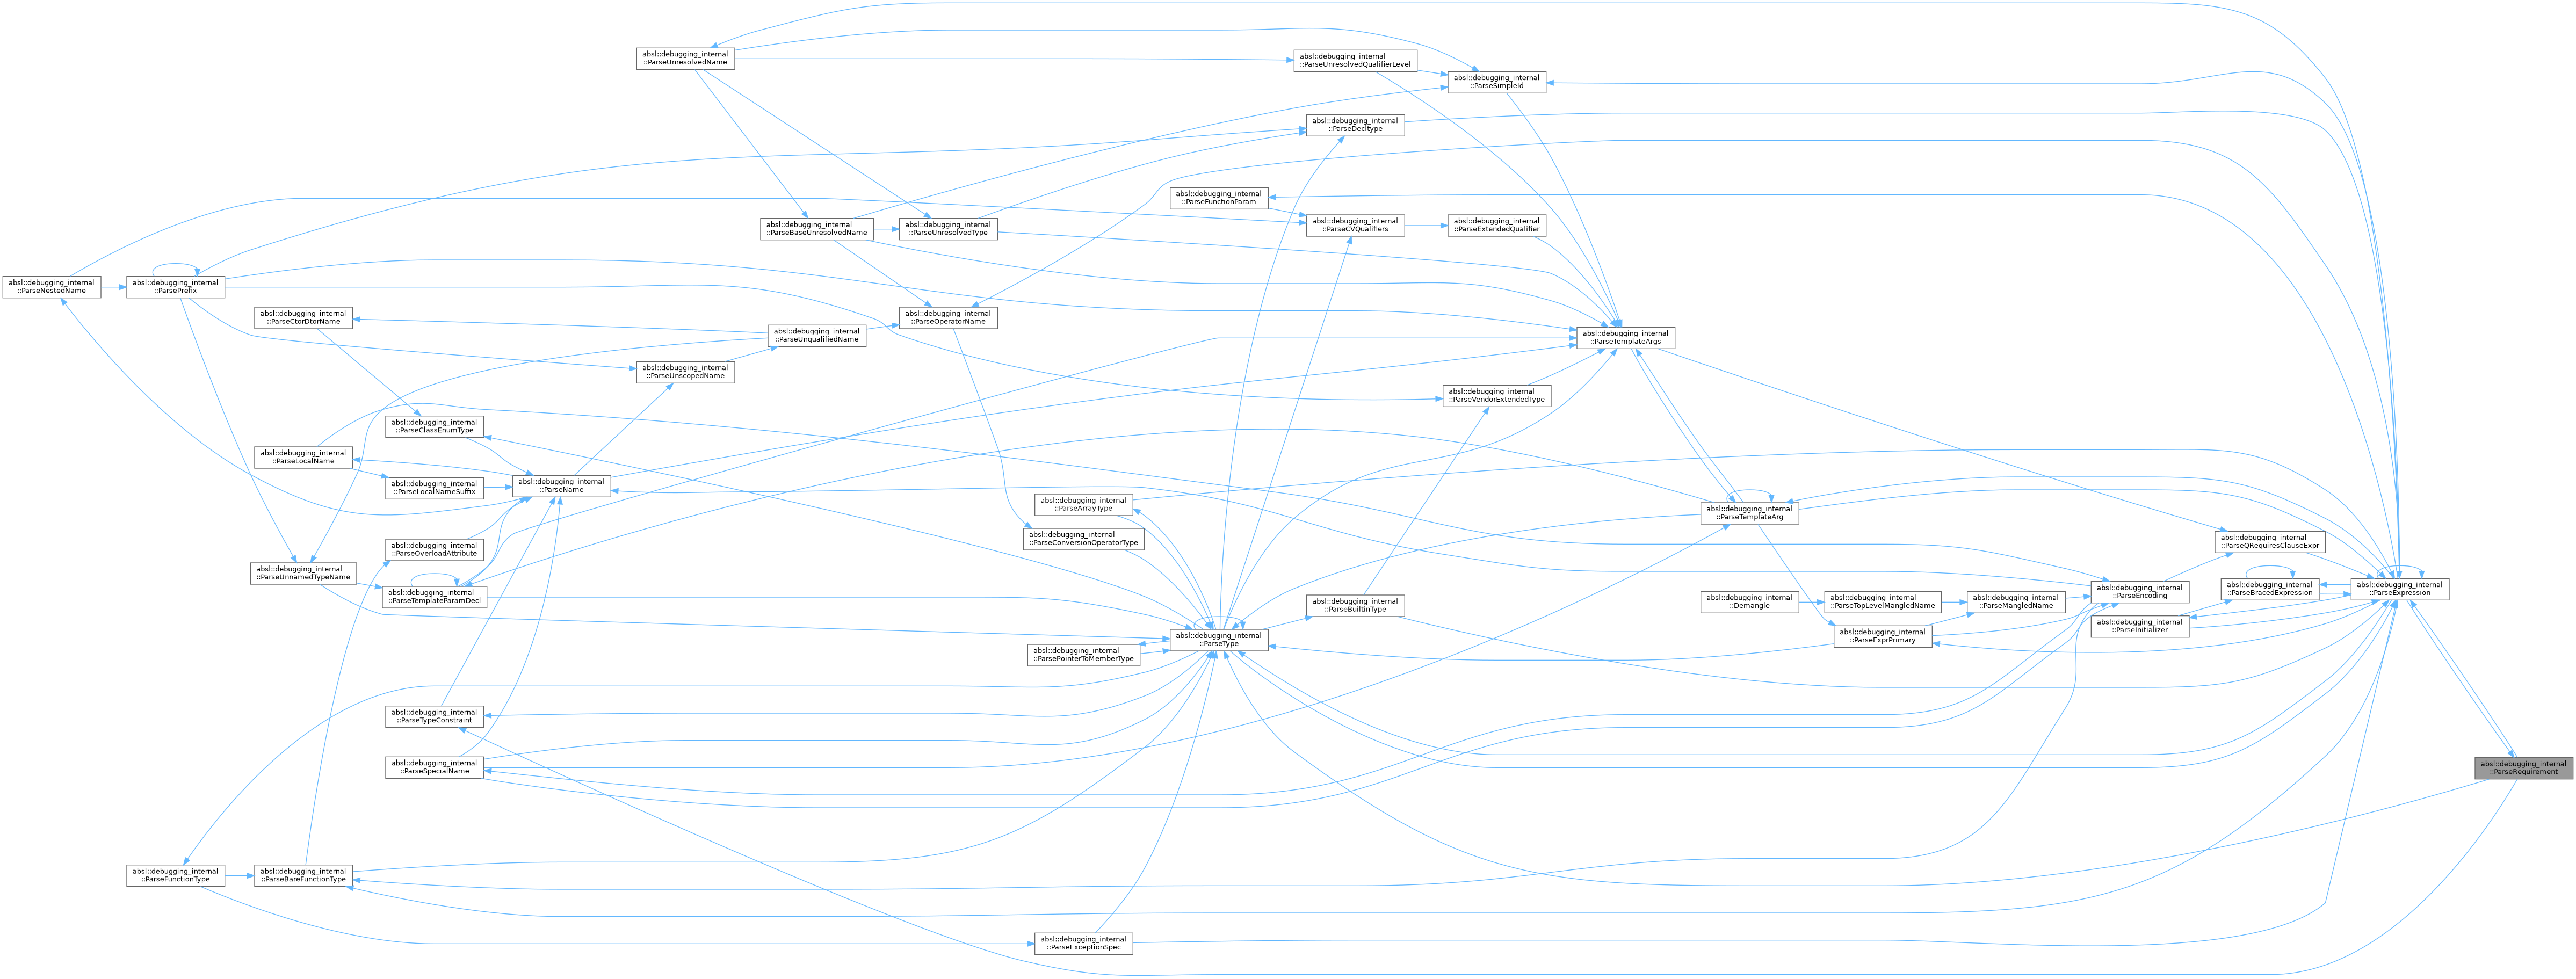 absl::debugging_internal
::ParseUnresolvedName
absl::debugging_internal
::ParseUnresolvedQualifierLevel
absl::debugging_internal
::ParseSimpleId
absl::debugging_internal
::ParseDecltype
absl::debugging_internal
::ParseFunctionParam
absl::debugging_internal
::ParseBaseUnresolvedName
absl::debugging_internal
::ParseUnresolvedType
absl::debugging_internal
::ParseCVQualifiers
absl::debugging_internal
::ParseExtendedQualifier
absl::debugging_internal
::ParseNestedName
absl::debugging_internal
::ParsePrefix
absl::debugging_internal
::ParseCtorDtorName
absl::debugging_internal
::ParseOperatorName
absl::debugging_internal
::ParseUnqualifiedName
absl::debugging_internal
::ParseTemplateArgs
absl::debugging_internal
::ParseUnscopedName
absl::debugging_internal
::ParseVendorExtendedType
absl::debugging_internal
::ParseClassEnumType
absl::debugging_internal
::ParseLocalName
absl::debugging_internal
::ParseLocalNameSuffix
absl::debugging_internal
::ParseName
absl::debugging_internal
::ParseArrayType
absl::debugging_internal
::ParseTemplateArg
absl::debugging_internal
::ParseConversionOperatorType
absl::debugging_internal
::ParseQRequiresClauseExpr
absl::debugging_internal
::ParseOverloadAttribute
absl::debugging_internal
::ParseUnnamedTypeName
absl::debugging_internal
::ParseTemplateParamDecl
absl::debugging_internal
::ParseBuiltinType
absl::debugging_internal
::Demangle
absl::debugging_internal
::ParseTopLevelMangledName
absl::debugging_internal
::ParseMangledName
absl::debugging_internal
::ParseEncoding
absl::debugging_internal
::ParseBracedExpression
absl::debugging_internal
::ParseExpression
absl::debugging_internal
::ParseInitializer
absl::debugging_internal
::ParseType
absl::debugging_internal
::ParseExprPrimary
absl::debugging_internal
::ParsePointerToMemberType
absl::debugging_internal
::ParseTypeConstraint
absl::debugging_internal
::ParseSpecialName
absl::debugging_internal
::ParseRequirement
absl::debugging_internal
::ParseFunctionType
absl::debugging_internal
::ParseBareFunctionType
absl::debugging_internal
::ParseExceptionSpec